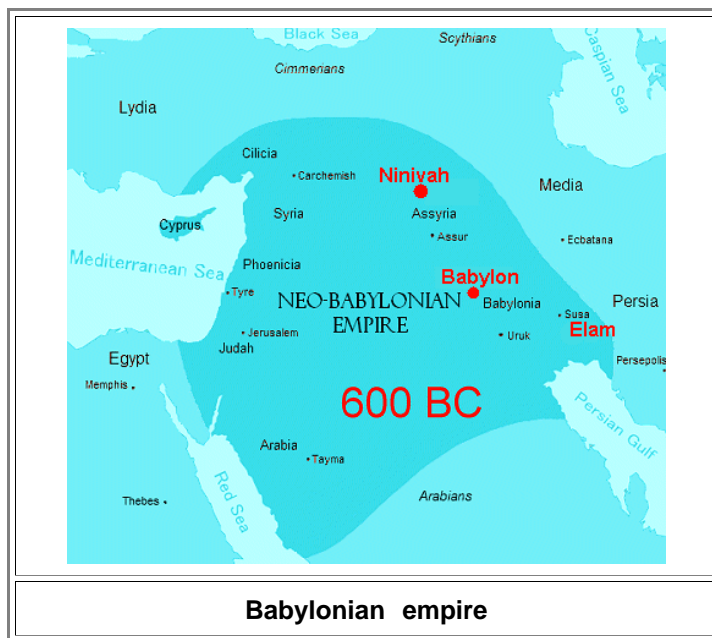 Black Sea
Scythians
Caspian Sea
Cimmerians
Lydia
Cilicia
Carchemish
Ninivah
Media
Syria
Assyria
Cyprus
Assur
Ecbatana
Mediterranean Sea
Phoenicia
Babylon
Tyre
NEO-BABYLONIAN
EMPIRE
Babylonia
Persia
Susa
Elam
Jerusalem
Uruk
Judah
Egypt
Persepolis
Memphis
600 BC
Persian Gulf
Arabia
Tayma
Red Sea
Thebes
Arabians
Babylonian empire